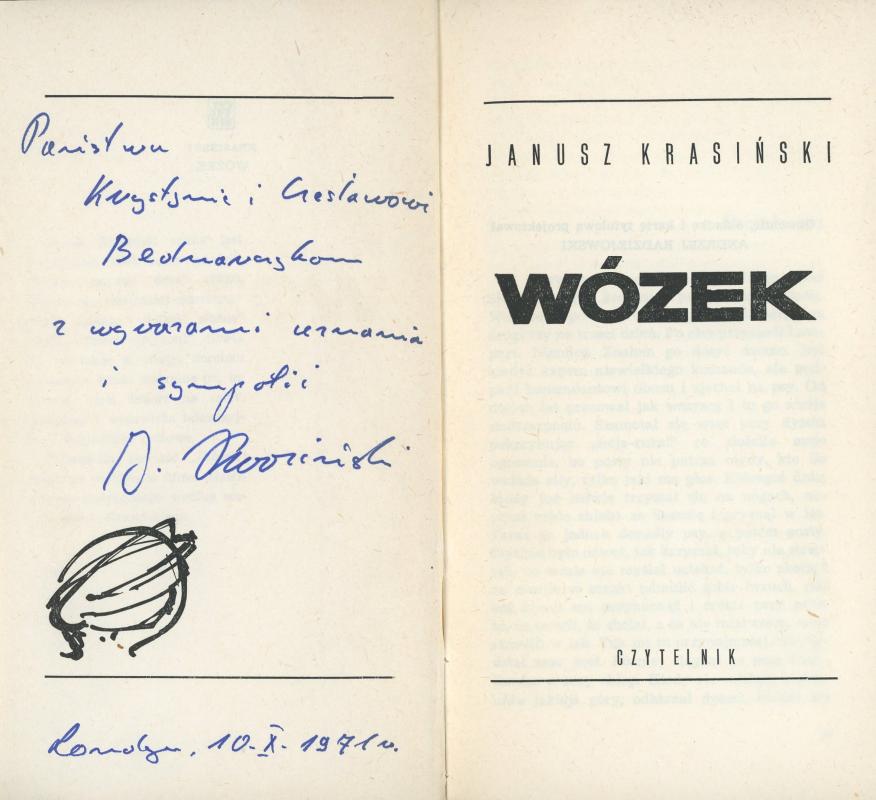 Państwu
Krystynie i Czesławowi
Bednarczykom
z wyrazami uznania
i sympatii
J. Krasiński
Londyn, 10.X.1971 r.
JANUSZ KRASIŃSKI
WÓZEK
CZYTELNIK